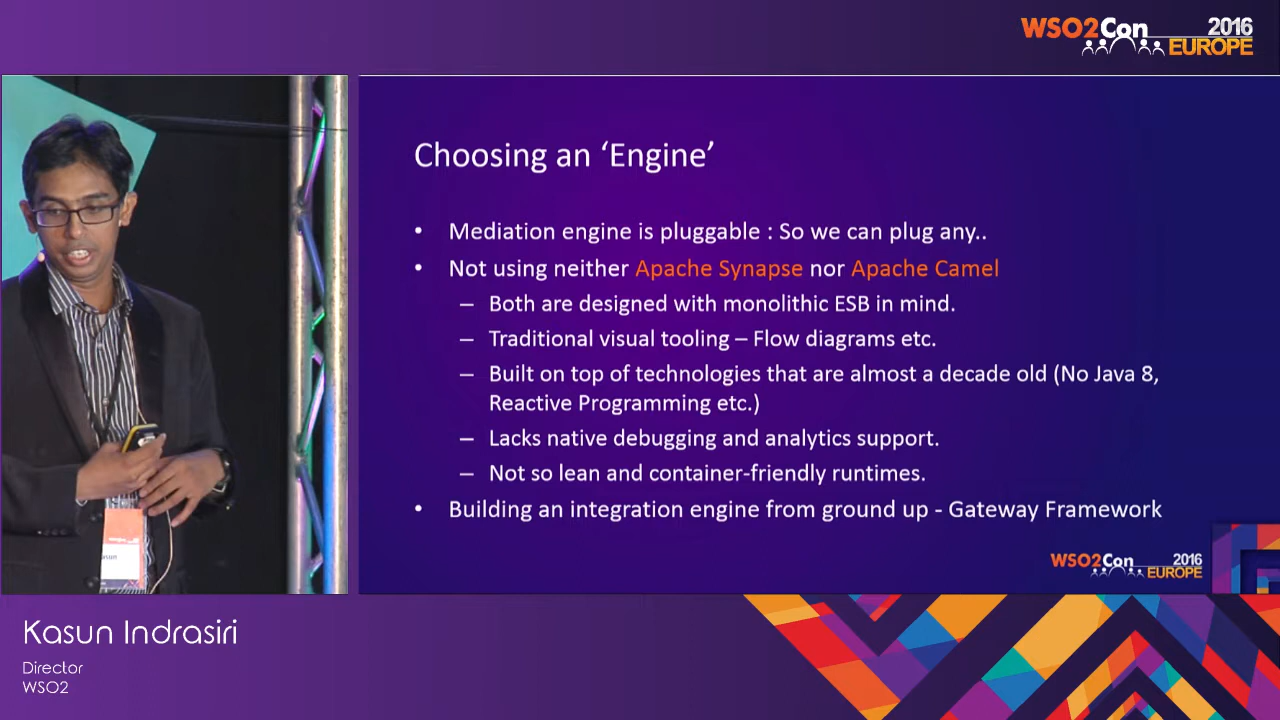 WSO2Con 2016
EUROPE
Choosing an ‘Engine’
• Mediation engine is pluggable : So we can plug any..
• Not using neither Apache Synapse nor Apache Camel
– Both are designed with monolithic ESB in mind.
– Traditional visual tooling – Flow diagrams etc.
– Built on top of technologies that are almost a decade old (No Java 8,
Reactive Programming etc.)
– Lacks native debugging and analytics support.
– Not so lean and container-friendly runtimes.
• Building an integration engine from ground up - Gateway Framework
WSO2Con 2016
EUROPE
Kasun Indrasiri
Director
WSO2